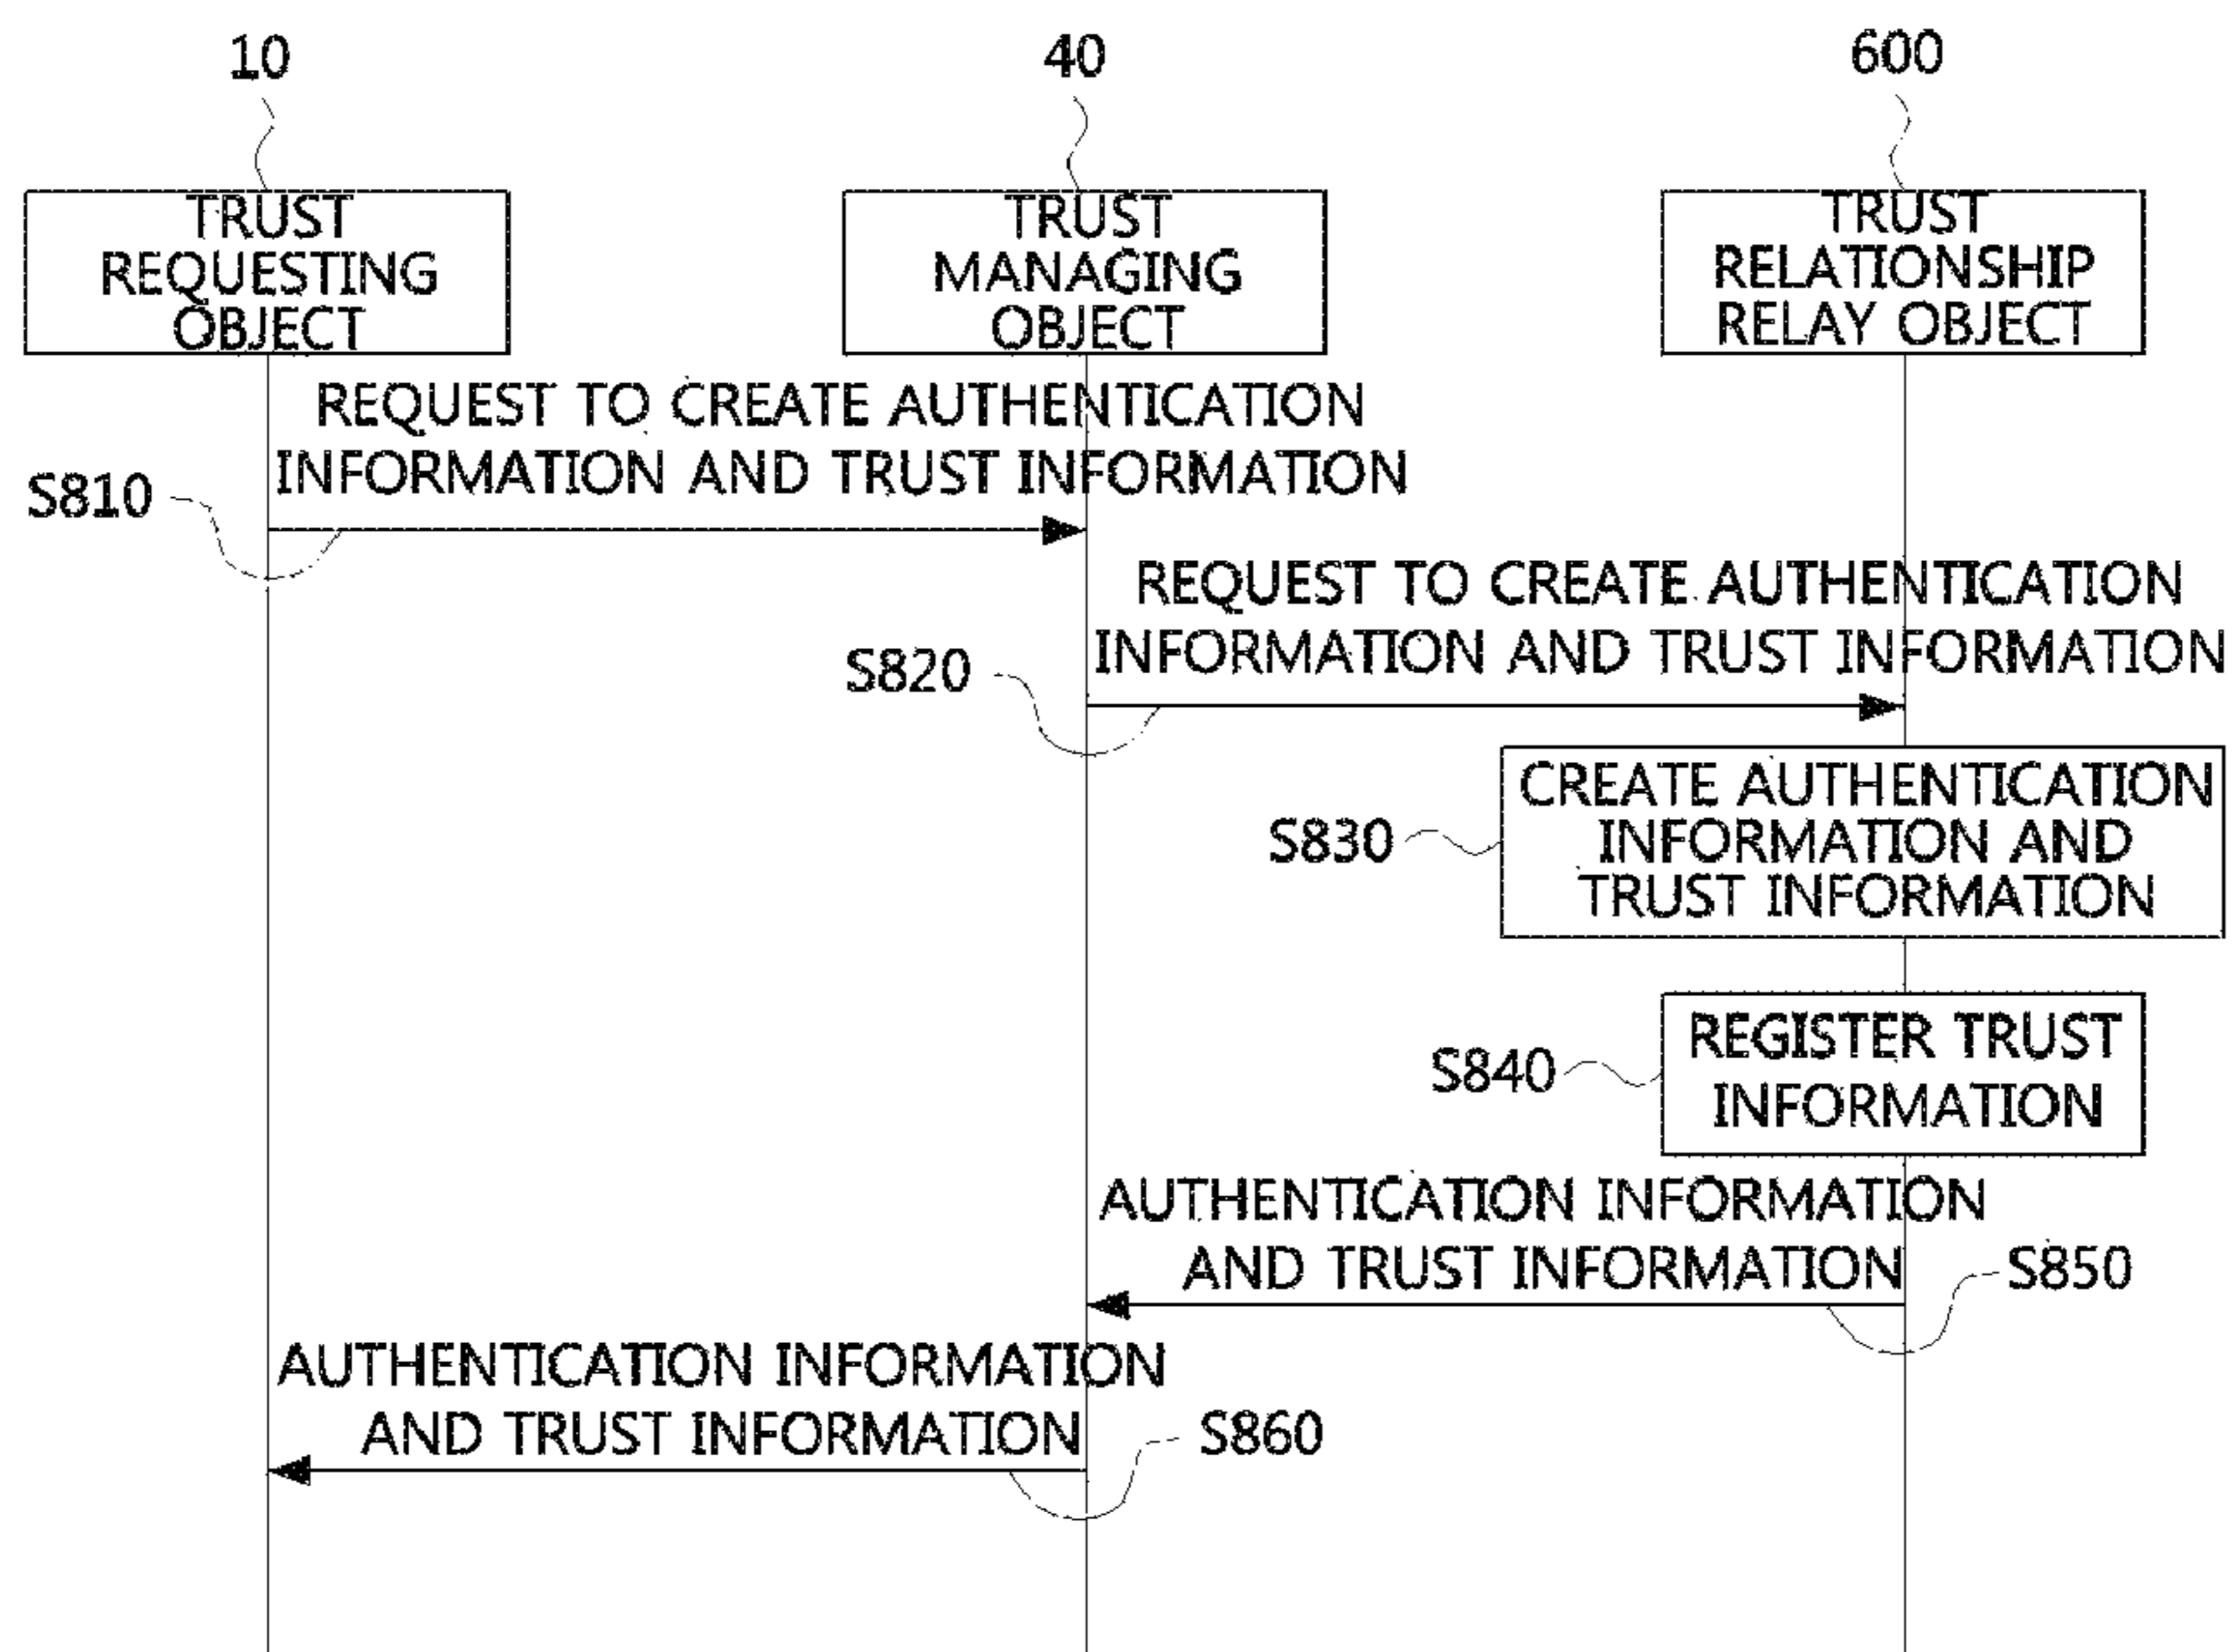 10
40
600
TRUST
REQUESTING
OBJECT
TRUST
MANAGING
OBJECT
TRUST
RELATIONSHIP
RELAY OBJECT
REQUEST TO CREATE AUTHENTICATION
INFORMATION AND TRUST INFORMATION
S810
REQUEST TO CREATE AUTHENTICATION
INFORMATION AND TRUST INFORMATION
S820
CREATE AUTHENTICATION
INFORMATION AND
TRUST INFORMATION
S830
REGISTER TRUST
INFORMATION
S840
AUTHENTICATION INFORMATION
AND TRUST INFORMATION
S850
AUTHENTICATION INFORMATION
AND TRUST INFORMATION
S860